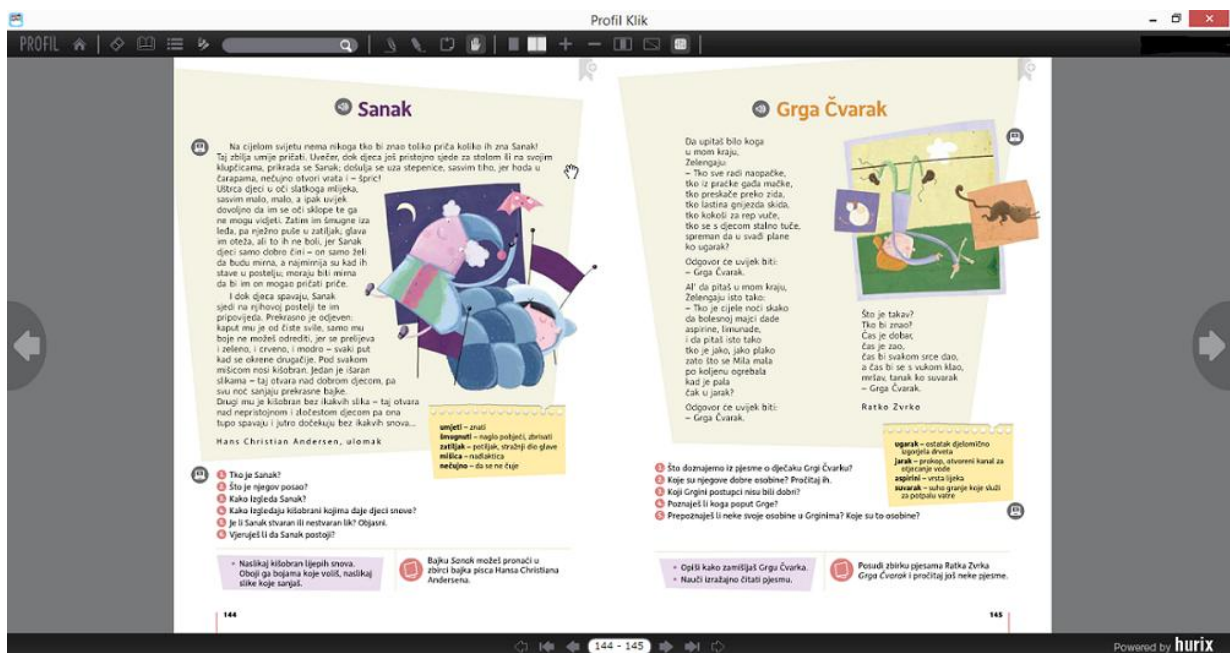 Profil Klik
PROFIL
Sanak
Na cijelom svijetu nema nikoga tko bi znao toliko priča koliko ih zna Sanak!
Taj zbilja umije pričati. Uvečer, dok djeca još pristojno sjede za stolom ili na svojim
klupčicama, prikrada se Sanak; došulja se uza stepenice, sasvim tiho, jer hoda u
čarapama, nečujno otvori vrata i – špric!
Uštrca djeci u oči slatkoga mlijeka,
sasvim malo, malo, a ipak uvijek
dovoljno da im se oči sklope te ga
ne mogu vidjeti. Zatim im šmugne iza
leđa, pa nježno puše u zatiljak; glava
im oteža, ali to ih ne boli, jer Sanak
djeci samo dobro čini – on samo želi
da budu mirna, a najmirnija su kad ih
stave u postelju; moraju biti mirna
da bi im on mogao pričati priče.
I dok djeca spavaju, Sanak
sjedi na njihovoj postelji te im
pripovijeda. Prekrasno je odjeven:
kaput mu je od čiste svile, samo mu
boje ne možeš odrediti, jer se prelijeva
i zeleno, i crveno, i modro – svaki put
kad se okrene drugačije. Pod svakom
mišicom nosi kišobran. Jedan je išaran
slikama – taj otvara nad dobrom djecom, pa
svu noć sanjaju prekrasne bajke.
Drugi mu je kišobran bez ikakvih slika – taj otvara
nad nepristojnom i zločestom djecom pa ona
tupo spavaju i jutro dočekuju bez ikakvih snova...
Hans Christian Andersen, ulomak
umjeti – znati
šmugnuti – naglo pobjeći, zbrisati
zatiljak – potiljak, stražnji dio glave
mišica – nadlaktica
nečujno – da se ne čuje
1 Tko je Sanak?
2 Što je njegov posao?
3 Kako izgleda Sanak?
4 Kako izgledaju kišobrani kojima daje djeci snove?
5 Je li Sanak stvaran ili nestvaran lik? Objasni.
6 Vjeruješ li da Sanak postoji?
• Naslikaj kišobran lijepih snova.
Oboji ga bojama koje voliš, naslikaj
slike koje sanjaš.
Bajku Sanak možeš pronaći u
zbirci bajka pisca Hansa Christiana
Andersena.
144
Grga Čvarak
Da upitaš bilo koga
u mom kraju,
Zelengaju:
– Tko sve radi naopačke,
tko iz praćke gađa mačke,
tko preskače preko zida,
tko lastina gnijezda skida,
tko kokoši za rep vuče,
tko se s djecom stalno tuče,
spreman da u svađi plane
ko ugarak?
Odgovor će uvijek biti:
– Grga Čvarak.
Al' da pitaš u mom kraju,
Zelengaju isto tako:
– Tko je cijele noći skako
da bolesnoj majci dade
aspirine, limunade,
i da pitaš isto tako
tko je jako, jako plako
zato što se Mila mala
po koljenu ogrebala
kad je pala
čak u jarak?
Odgovor će uvijek biti:
– Grga Čvarak.
Što je takav?
Tko bi znao?
Čas je dobar,
čas je zao,
čas bi svakom srce dao,
a čas bi se s vukom klao,
mršav, tanak ko suvarak
– Grga Čvarak.
Ratko Zvrko
ugarak – ostatak djelomično
izgorjela drveta
jarak – prokop, otvoreni kanal za
otjecanje vode
aspirini – vrsta lijeka
suvarak – suho granje koje služi
za potpalu vatre
1 Što doznajemo iz pjesme o dječaku Grgi Čvarku?
2 Koje su njegove dobre osobine? Pročitaj ih.
3 Koji Grgini postupci nisu bili dobri?
4 Poznaješ li koga poput Grge?
5 Prepoznaješ li neke svoje osobine u Grginima? Koje su to osobine?
• Opiši kako zamišljaš Grgu Čvarka.
• Nauči izražajno čitati pjesmu.
Posudi zbirku pjesama Ratka Zvrka
Grga Čvarak i pročitaj još neke pjesme.
145
144 - 145
Powered by hurix